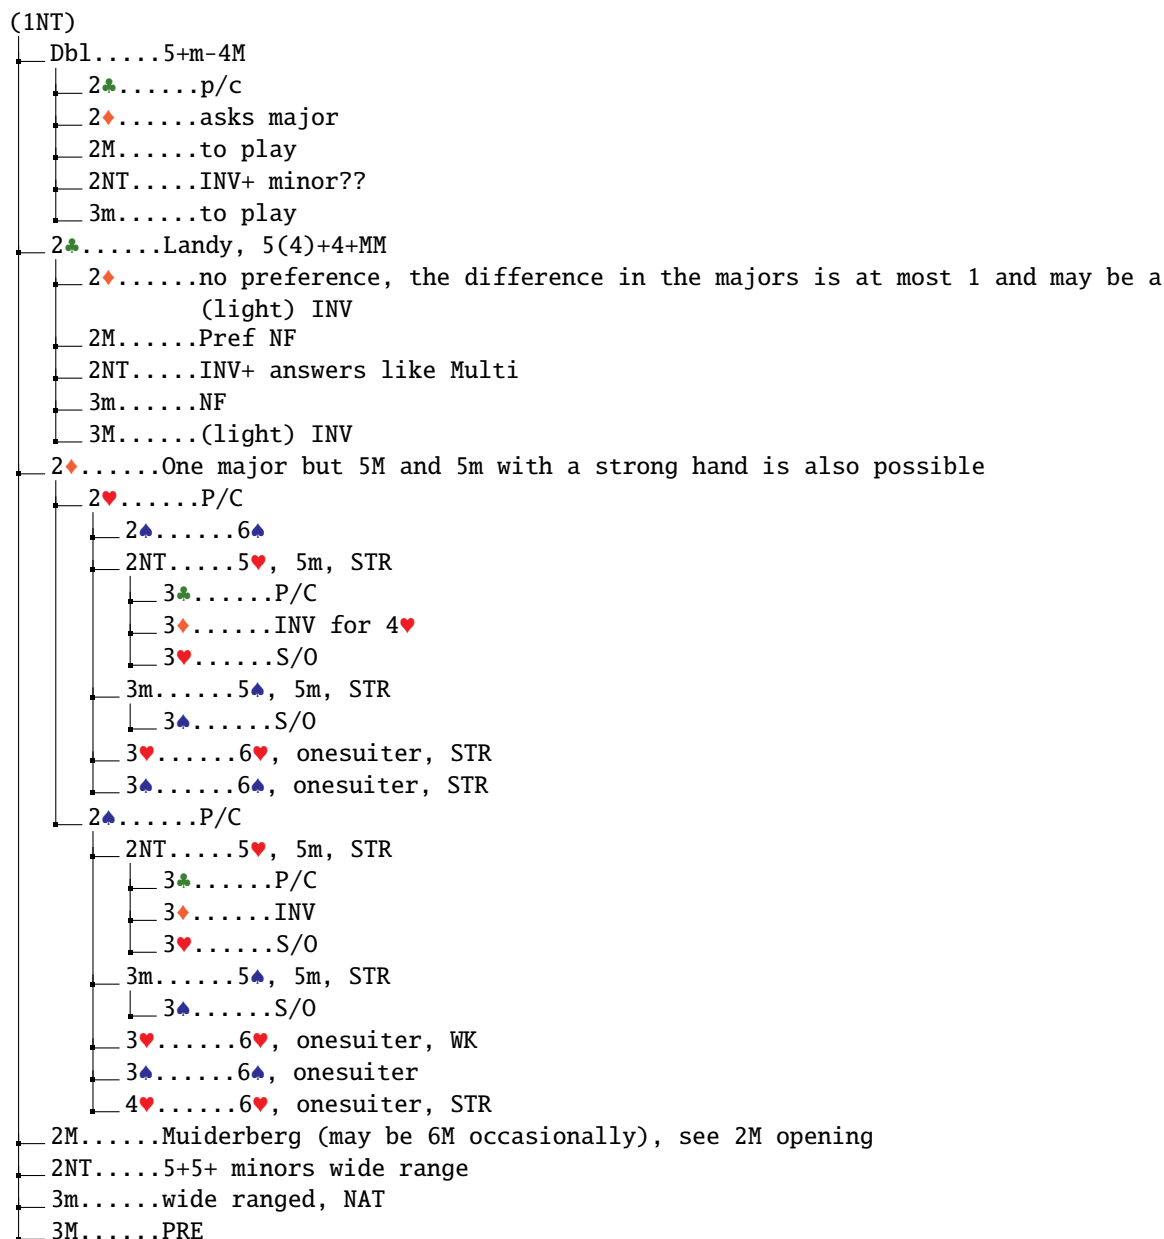 (1NT)
Dbl.....5+m-4M
2♣......p/c
2♦......asks major
2M......to play
2NT.....INV+ minor??
3m......to play
2♣......Landy, 5(4)+4+MM
2♦......no preference, the difference in the majors is at most 1 and may be a
(light) INV
2M......Pref NF
2NT.....INV+ answers like Multi
3m......NF
3M......(light) INV
2♦......One major but 5M and 5m with a strong hand is also possible
2♥......P/C
2♠......6♠
2NT.....5♥, 5m, STR
3♣......P/C
3♦......INV for 4♥
3♥......S/O
3m......5♠, 5m, STR
3♠......S/O
3♥......6♥, onesuiter, STR
3♠......6♠, onesuiter, STR
2♠......P/C
2NT.....5♥, 5m, STR
3♣......P/C
3♦......INV
3♥......S/O
3m......5♠, 5m, STR
3♠......S/O
3♥......6♥, onesuiter, WK
3♠......6♠, onesuiter
4♥......6♥, onesuiter, STR
2M......Muiderberg (may be 6M occasionally), see 2M opening
2NT.....5+5+ minors wide range
3m......wide ranged, NAT
3M......PRE